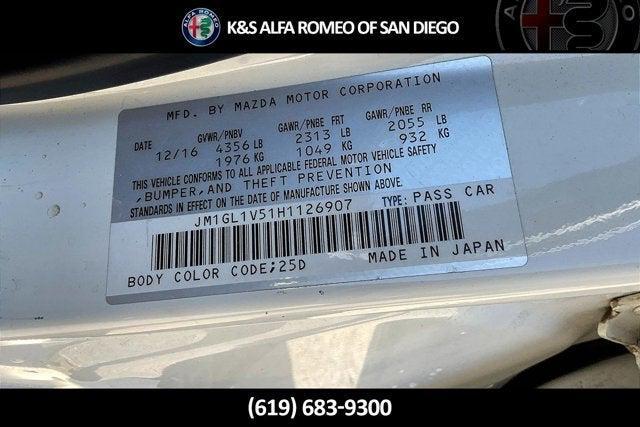 K&S ALFA ROMEO OF SAN DIEGO
MFD. BY MAZDA MOTOR CORPORATION
DATE GVWR/PNBV GAWR/PNBE FRT GAWR/PNBE RR
12/16 4356 LB 2313 LB 2055 LB
1976 KG 1049 KG 932 KG
THIS VEHICLE CONFORMS TO ALL APPLICABLE FEDERAL MOTOR VEHICLE SAFETY
,BUMPER,AND THEFT PREVENTION
STANDARDS IN EFFECT ON THE DATE OF MANUFACTURE SHOWN ABOVE.
JM1GL1V51H1126907 TYPE: PASS CAR
BODY COLOR CODE;25D MADE IN JAPAN
(619) 683-9300